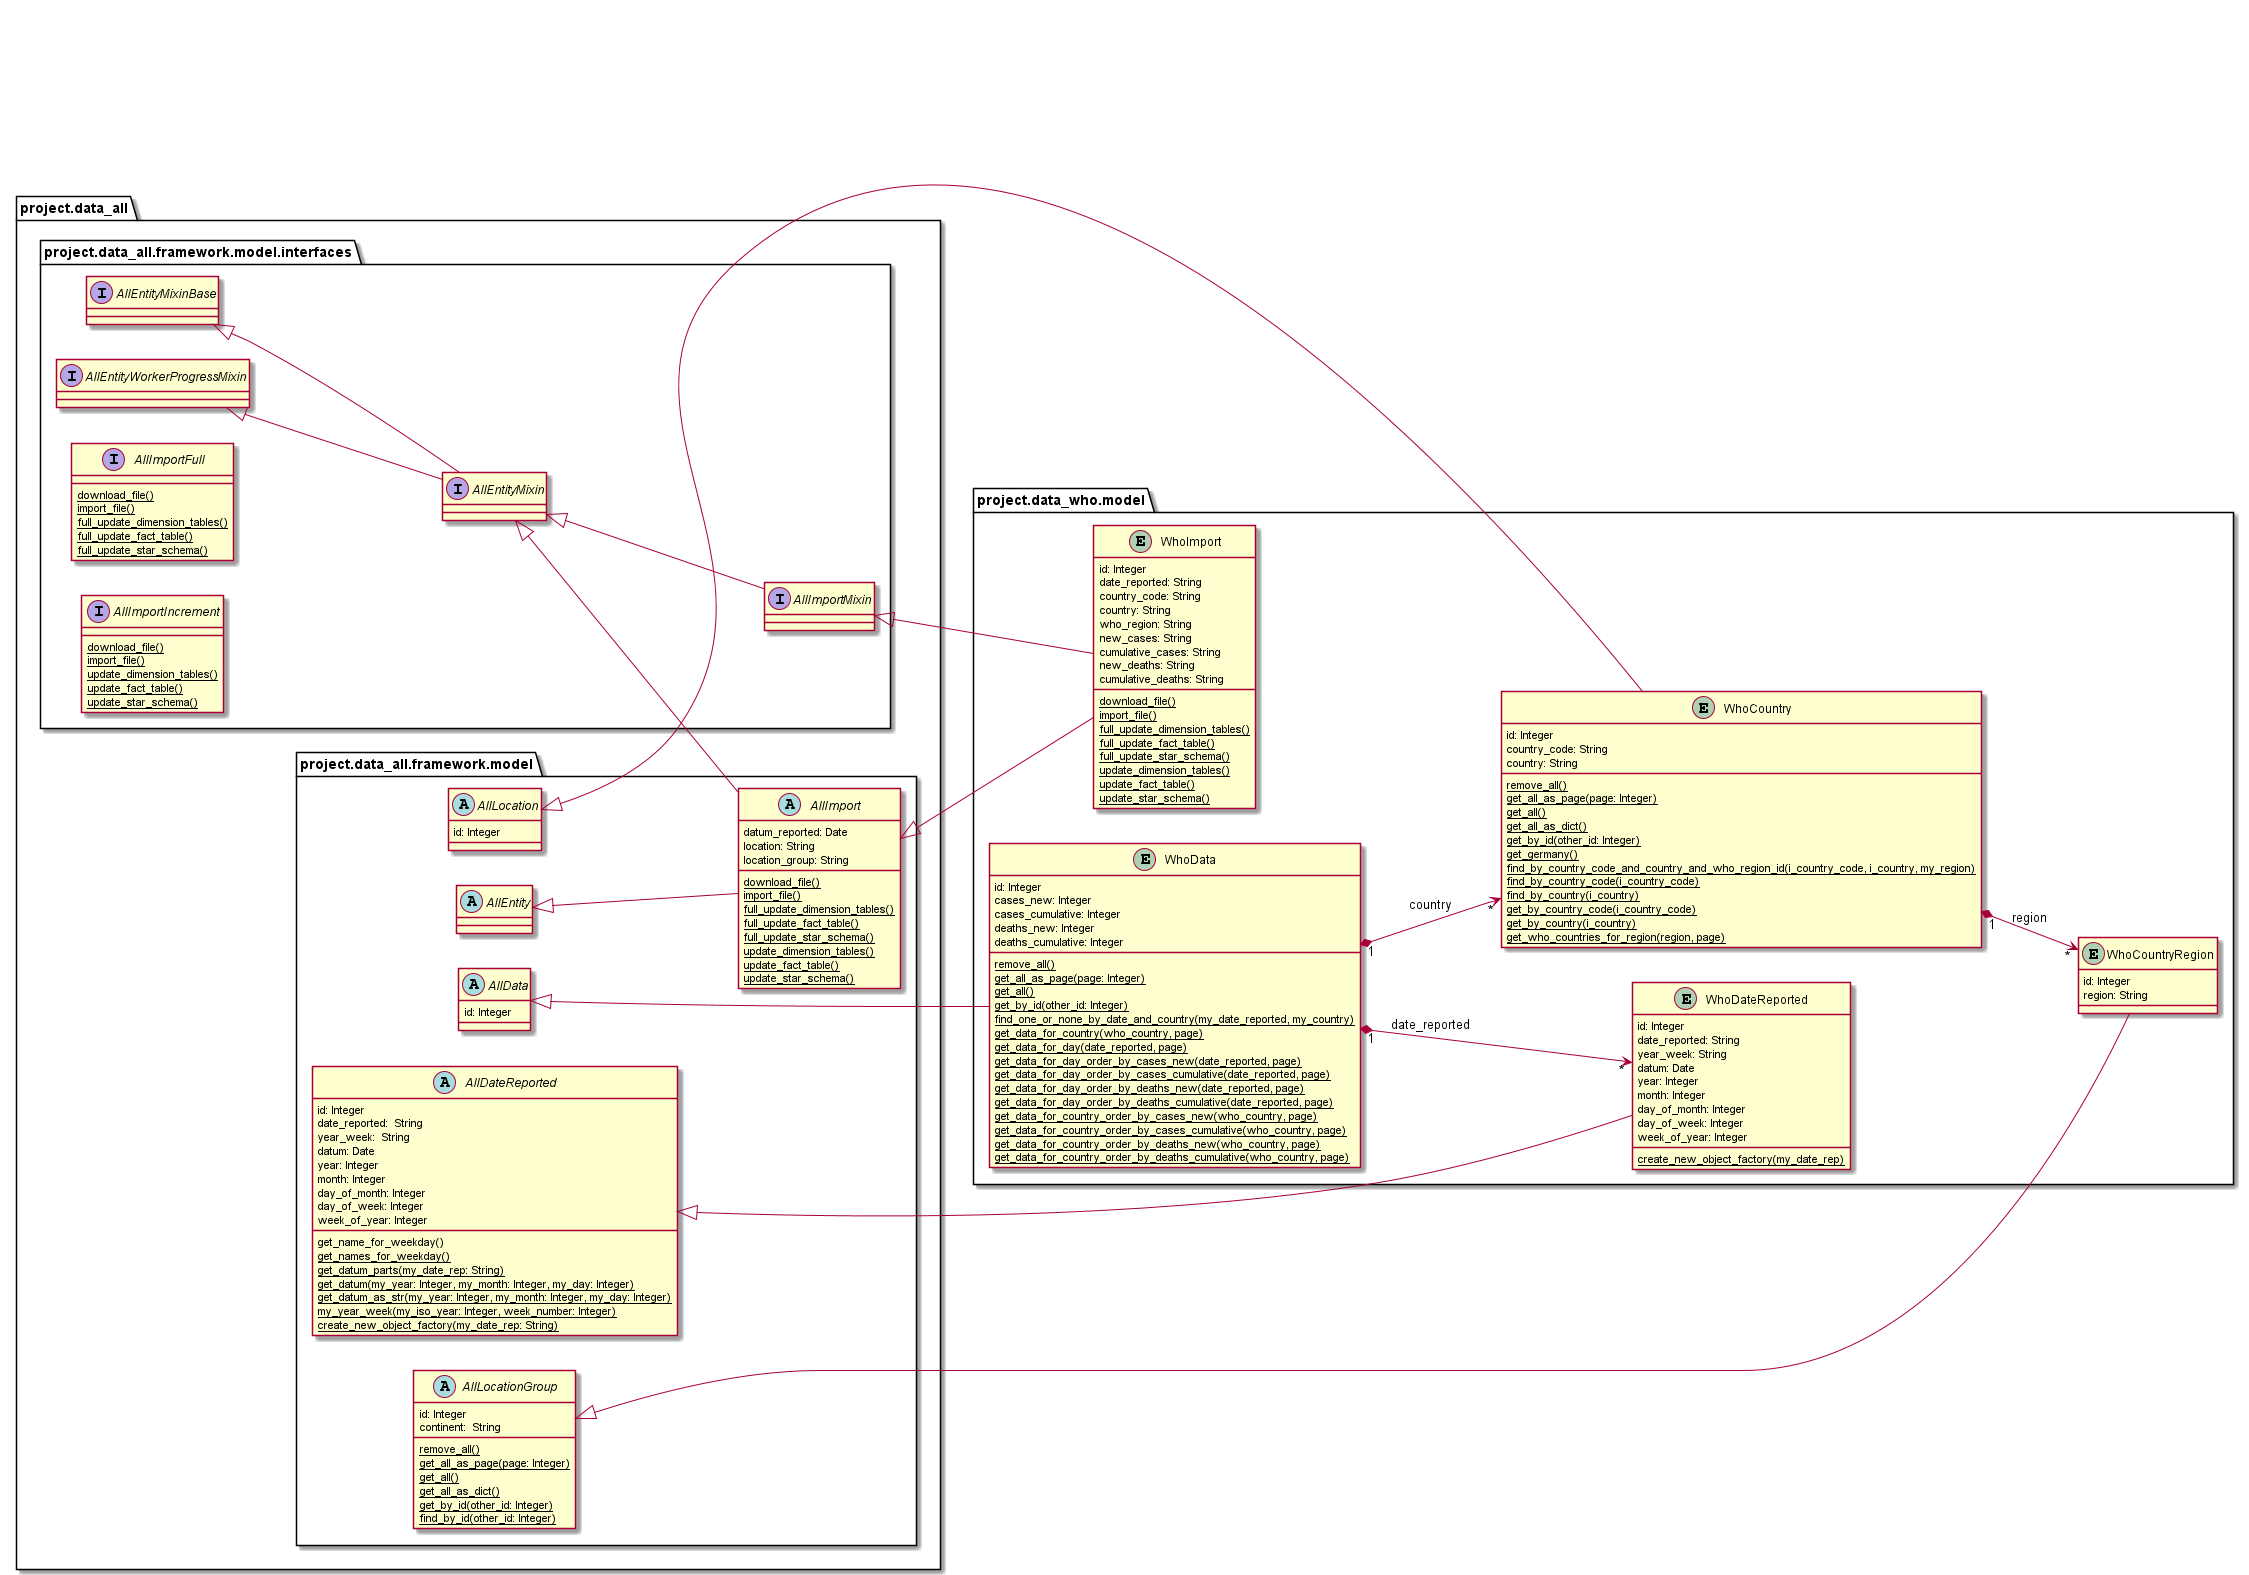 project.data_all
project.data_all.framework.model.interfaces
I AllEntityMixinBase
I AllEntityWorkerProgressMixin
I AllImportFull
download_file()
import_file()
full_update_dimension_tables()
full_update_fact_table()
full_update_star_schema()
I AllImportIncrement
download_file()
import_file()
update_dimension_tables()
update_fact_table()
update_star_schema()
I AllEntityMixin
I AllImportMixin
project.data_all.framework.model
A AllLocation
id: Integer
A AllEntity
A AllData
id: Integer
A AllImport
datum_reported: Date
location: String
location_group: String
download_file()
import_file()
full_update_dimension_tables()
full_update_fact_table()
full_update_star_schema()
update_dimension_tables()
update_fact_table()
update_star_schema()
A AllDateReported
id: Integer
date_reported:  String
year_week:  String
datum: Date
year: Integer
month: Integer
day_of_month: Integer
day_of_week: Integer
week_of_year: Integer
get_name_for_weekday()
get_names_for_weekday()
get_datum_parts(my_date_rep: String)
get_datum(my_year: Integer, my_month: Integer, my_day: Integer)
get_datum_as_str(my_year: Integer, my_month: Integer, my_day: Integer)
my_year_week(my_iso_year: Integer, week_number: Integer)
create_new_object_factory(my_date_rep: String)
A AllLocationGroup
id: Integer
continent:  String
remove_all()
get_all_as_page(page: Integer)
get_all()
get_all_as_dict()
get_by_id(other_id: Integer)
find_by_id(other_id: Integer)
project.data_who.model
E WhoImport
id: Integer
date_reported: String
country_code: String
country: String
who_region: String
new_cases: String
cumulative_cases: String
new_deaths: String
cumulative_deaths: String
download_file()
import_file()
full_update_dimension_tables()
full_update_fact_table()
full_update_star_schema()
update_dimension_tables()
update_fact_table()
update_star_schema()
E WhoData
id: Integer
cases_new: Integer
cases_cumulative: Integer
deaths_new: Integer
deaths_cumulative: Integer
remove_all()
get_all_as_page(page: Integer)
get_all()
get_by_id(other_id: Integer)
find_one_or_none_by_date_and_country(my_date_reported, my_country)
get_data_for_country(who_country, page)
get_data_for_day(date_reported, page)
get_data_for_day_order_by_cases_new(date_reported, page)
get_data_for_day_order_by_cases_cumulative(date_reported, page)
get_data_for_day_order_by_deaths_new(date_reported, page)
get_data_for_day_order_by_deaths_cumulative(date_reported, page)
get_data_for_country_order_by_cases_new(who_country, page)
get_data_for_country_order_by_cases_cumulative(who_country, page)
get_data_for_country_order_by_deaths_new(who_country, page)
get_data_for_country_order_by_deaths_cumulative(who_country, page)
country
1
*
date_reported
1
*
E WhoCountry
id: Integer
country_code: String
country: String
remove_all()
get_all_as_page(page: Integer)
get_all()
get_all_as_dict()
get_by_id(other_id: Integer)
get_germany()
find_by_country_code_and_country_and_who_region_id(i_country_code, i_country, my_region)
find_by_country_code(i_country_code)
find_by_country(i_country)
get_by_country_code(i_country_code)
get_by_country(i_country)
get_who_countries_for_region(region, page)
region
1
*
E WhoDateReported
id: Integer
date_reported: String
year_week: String
datum: Date
year: Integer
month: Integer
day_of_month: Integer
day_of_week: Integer
week_of_year: Integer
create_new_object_factory(my_date_rep)
E WhoCountryRegion
id: Integer
region: String